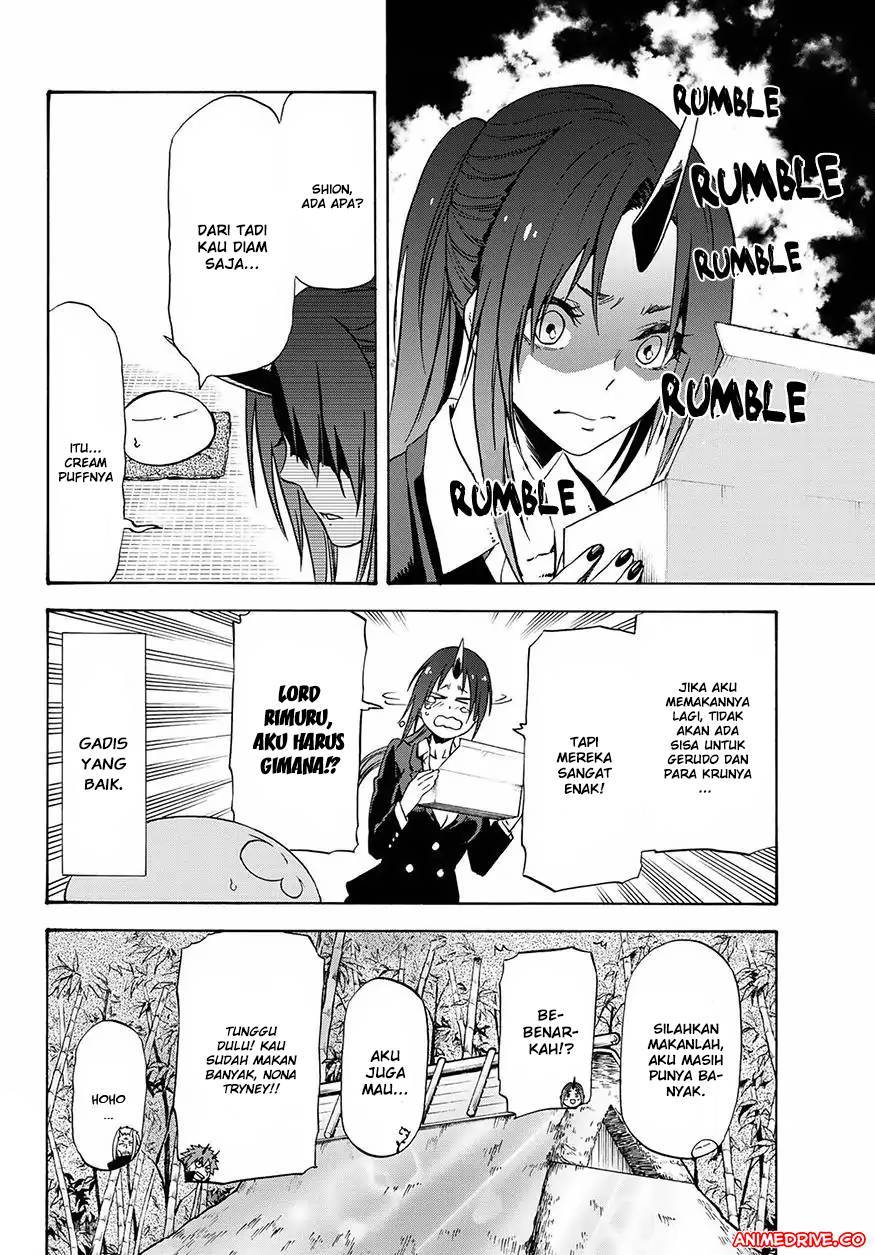 RUMBLE
RUMBLE
RUMBLE
RUMBLE
RUMBLE
SHION,
ADA APA?
DARI TADI
KAU DIAM
SAJA...
ITU...
CREAM
PUFFNYA
JIKA AKU
MEMAKANNYA
LAGI, TIDAK
AKAN ADA
SISA UNTUK
GERUDO DAN
PARA KRUNYA
...
TAPI
MEREKA
SANGAT
ENAK!
LORD
RIMURU,
AKU HARUS
GIMANA!?
GADIS
YANG
BAIK.
SILAHKAN
MAKANLAH,
AKU MASIH
PUNYA BA-
NYAK.
BE-
BENAR-
KAH!?
AKU
JUGA
MAU...
TUNGGU
DULU! KAU
SUDAH MAKAN
BANYAK, NONA
TRYNEY!!
HOHO
...
ANIMEDRIVE.CO